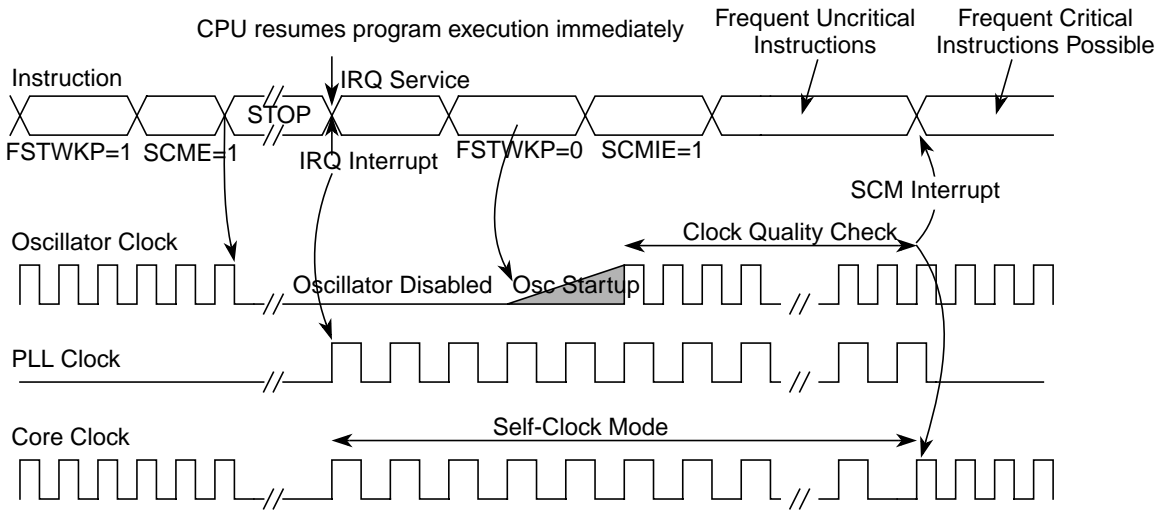 CPU resumes program execution immediately
Frequent Uncritical
Instructions
Frequent Critical
Instructions Possible
Instruction
STOP
IRQ Service
FSTWKP=1
SCME=1
IRQ Interrupt
FSTWKP=0
SCMIE=1
SCM Interrupt
Oscillator Clock
Clock Quality Check
Oscillator Disabled
Osc Startup
PLL Clock
Core Clock
Self-Clock Mode